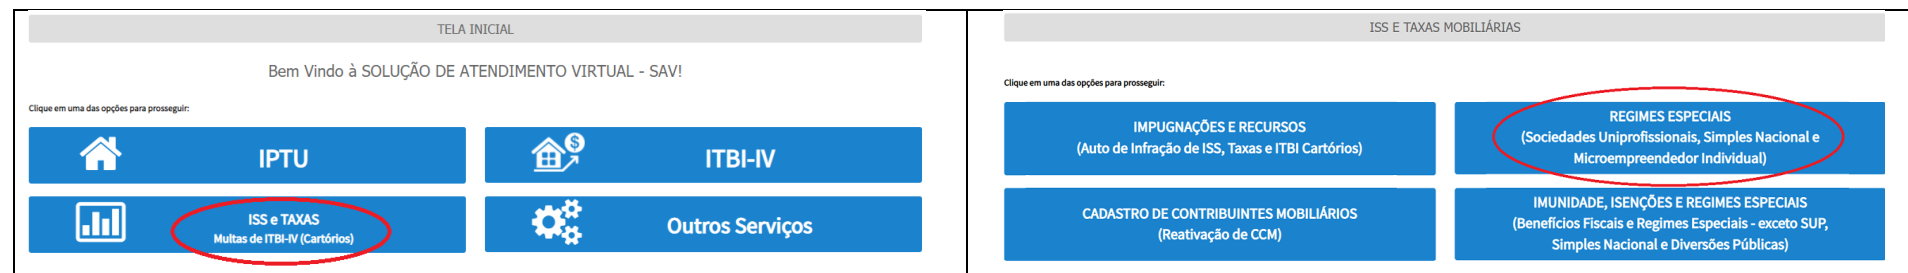 TELA INICIAL
Bem Vindo à SOLUÇÃO DE ATENDIMENTO VIRTUAL - SAV!
Clique em uma das opções para prosseguir:
IPTU
ITBI-IV
ISS e TAXAS
Multas de ITBI-IV (Cartórios)
Outros Serviços
ISS E TAXAS MOBILIÁRIAS
Clique em uma das opções para prosseguir:
IMPUGNAÇÕES E RECURSOS
(Auto de Infração de ISS, Taxas e ITBI Cartórios)
REGIMES ESPECIAIS
(Sociedades Uniprofissionais, Simples Nacional e
Microempreendedor Individual)
CADASTRO DE CONTRIBUINTES MOBILIÁRIOS
(Reativação de CCM)
IMUNIDADE, ISENÇÕES E REGIMES ESPECIAIS
(Benefícios Fiscais e Regimes Especiais - exceto SUP,
Simples Nacional e Diversões Públicas)